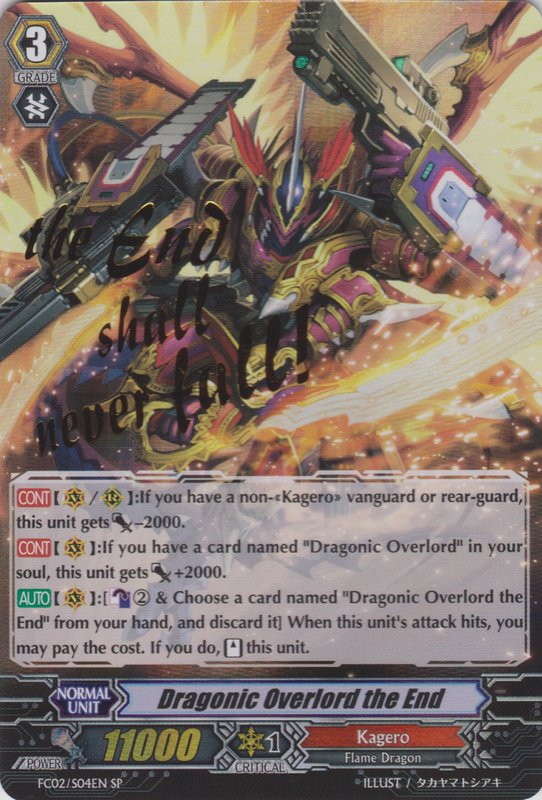 3
GRADE
the End
shall
never fall!
CONT【 V / R 】:If you have a non-«Kagero» vanguard or rear-guard,
this unit gets -2000.
CONT【 V 】:If you have a card named "Dragonic Overlord" in your
soul, this unit gets +2000.
AUTO【 V 】:[ ② & Choose a card named "Dragonic Overlord the
End" from your hand, and discard it] When this unit's attack hits, you
may pay the cost. If you do, this unit.
NORMAL
UNIT
Dragonic Overlord the End
POWER
11000
1
CRITICAL
Kagero
Flame Dragon
FC02/S04EN SP
ILLUST / タカヤマトシアキ